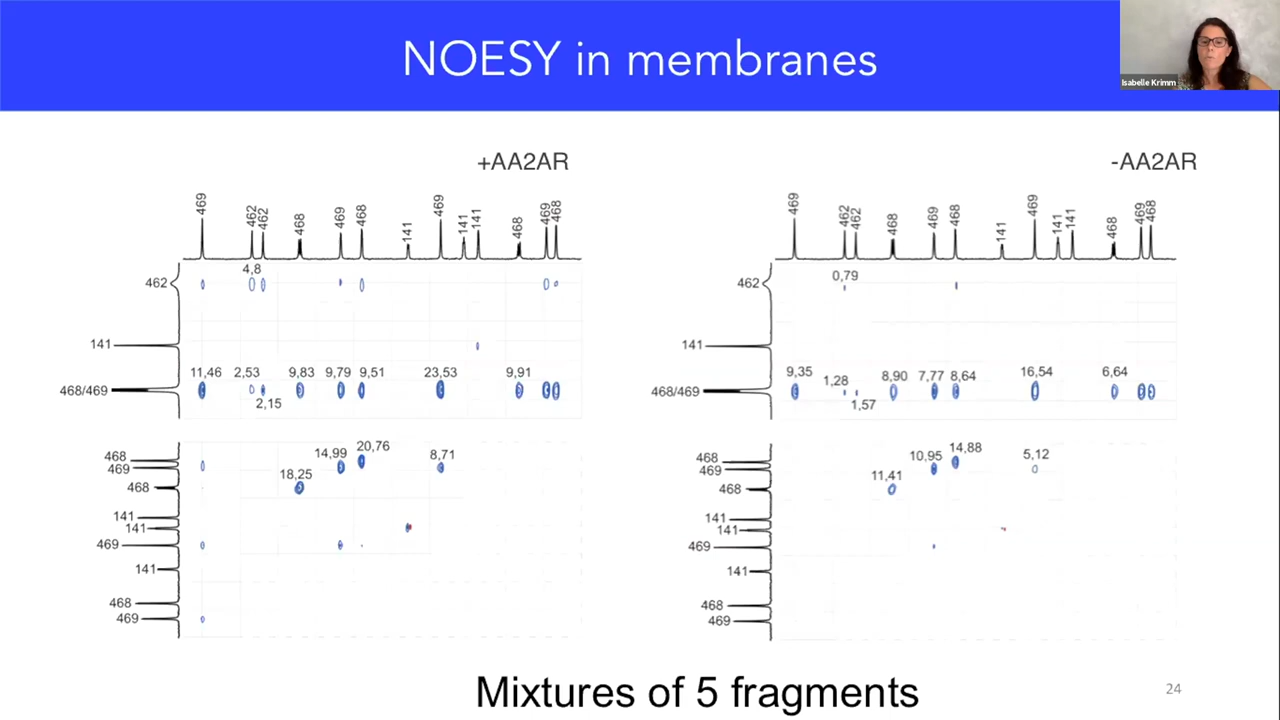 NOESY in membranes
Isabelle Krimm
+AA2AR
469 462 462 468 469 468 141 469 141 141 468 469 468
4,8
462
141
11,46 2,53 9,83 9,79 9,51 23,53 9,91
468/469
2,15
468
14,99 20,76 8,71
469
18,25
468
141
141
469
141
468
469
-AA2AR
469 462 462 468 469 468 141 469 141 141 468 469 468
0,79
462
141
9,35 1,28 8,90 7,77 8,64 16,54 6,64
468/469
1,57
468
10,95 14,88 5,12
469
11,41
468
141
141
469
141
468
469
Mixtures of 5 fragments
24